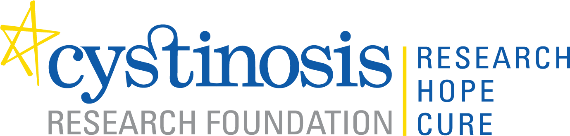 cystinosis
RESEARCH FOUNDATION
RESEARCH
HOPE
CURE